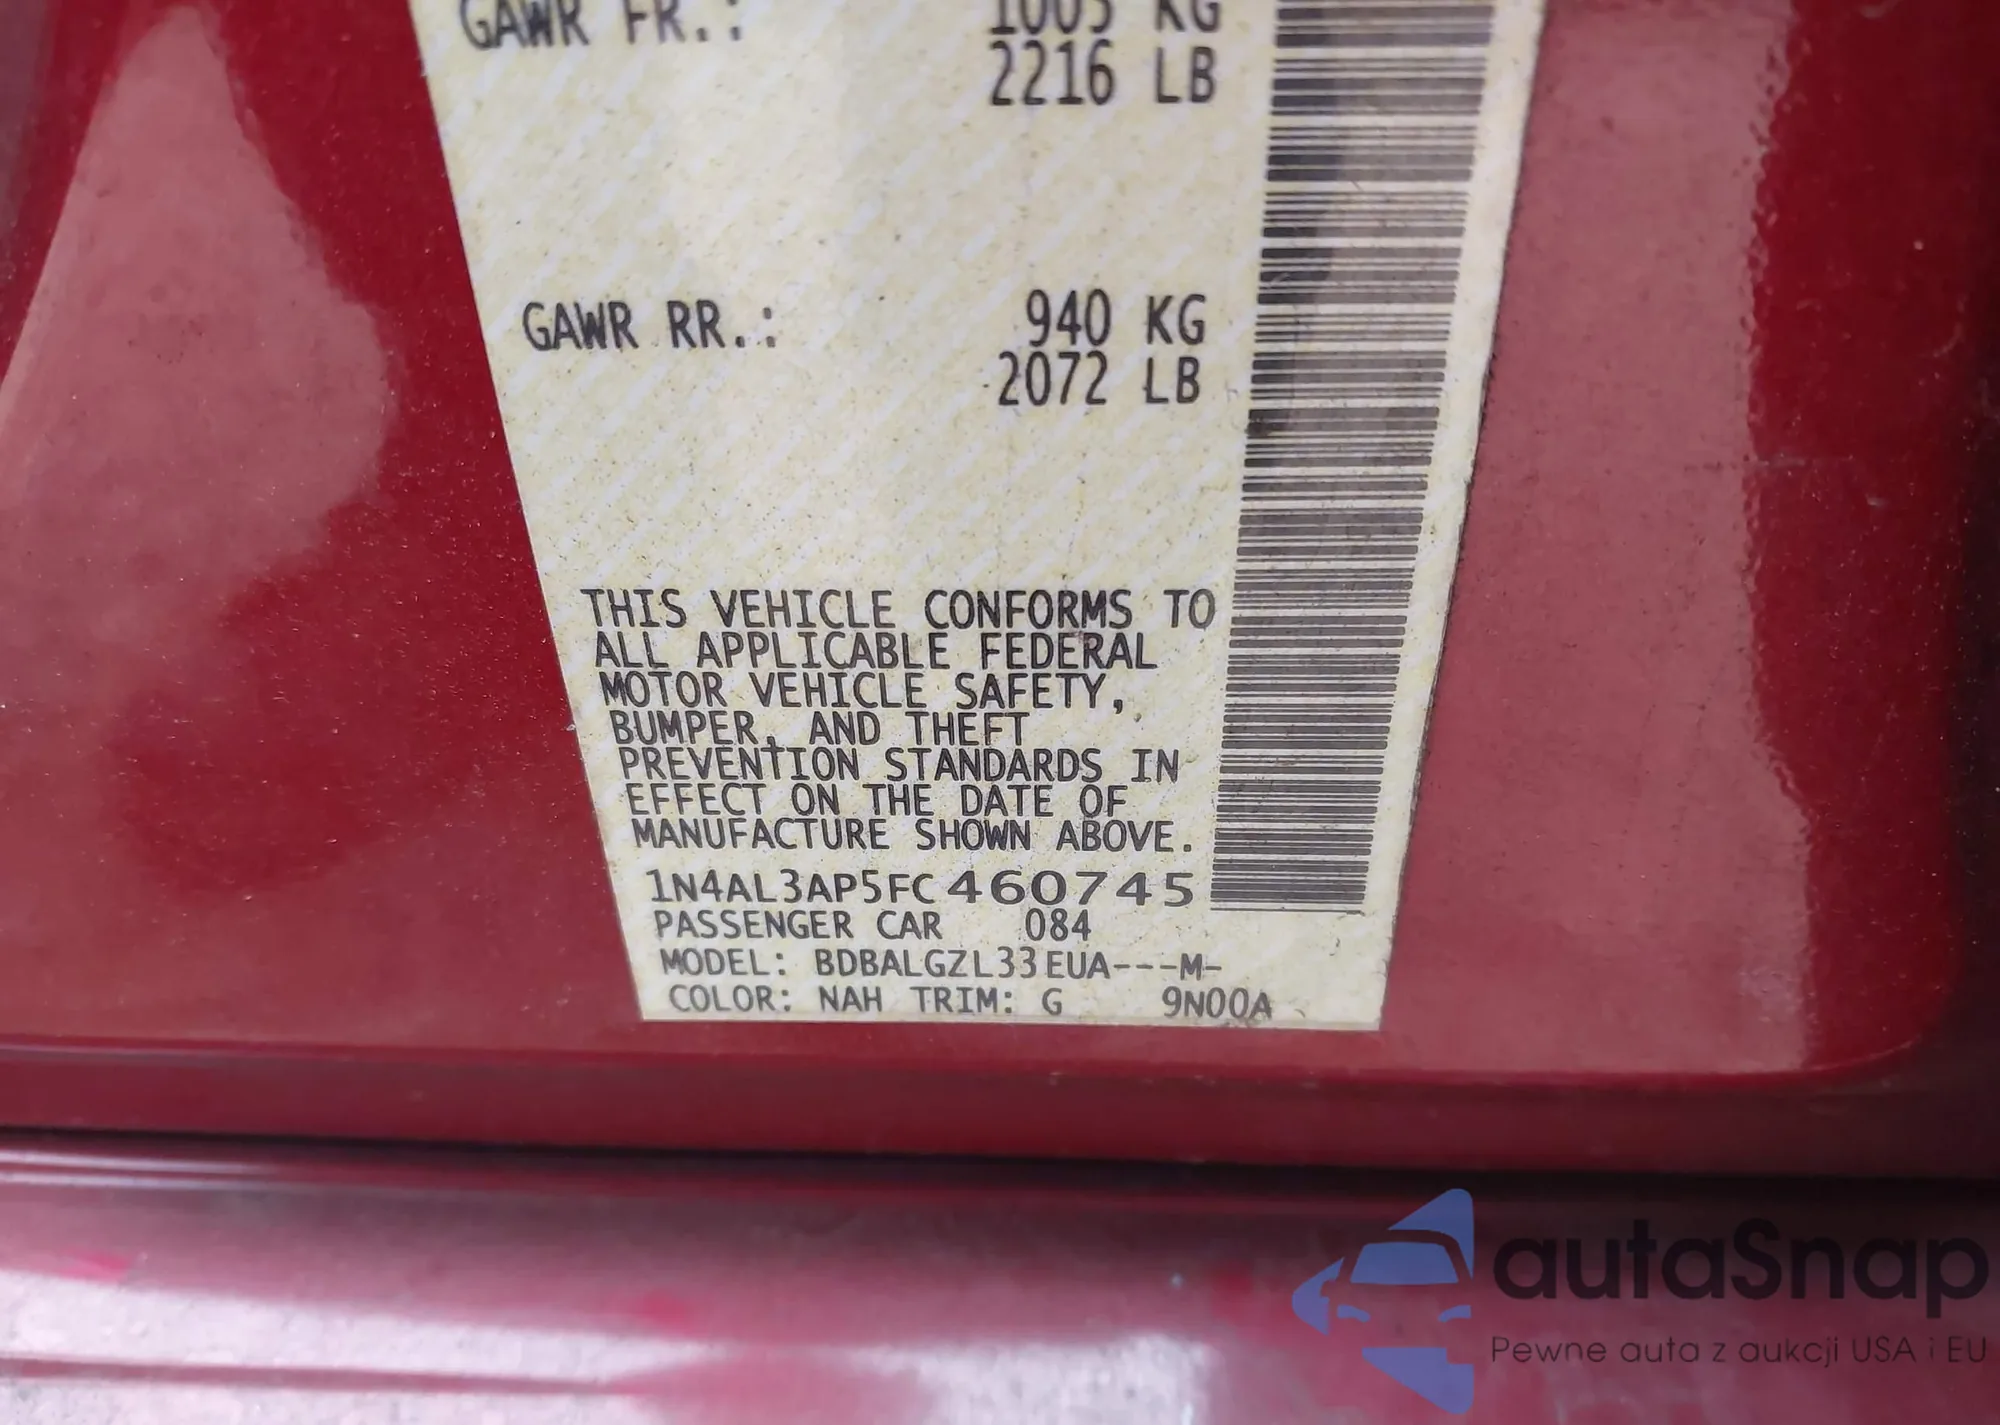 GAWR FR.: 1005 KG
2216 LB
GAWR RR.: 940 KG
2072 LB
THIS VEHICLE CONFORMS TO
ALL APPLICABLE FEDERAL
MOTOR VEHICLE SAFETY,
BUMPER, AND THEFT
PREVENTION STANDARDS IN
EFFECT ON THE DATE OF
MANUFACTURE SHOWN ABOVE.
1N4AL3AP5FC460745
PASSENGER CAR 084
MODEL: BDBALGZL33EUA---M-
COLOR: NAH TRIM: G 9N00A
autaSnap
Pewne auta z aukcji USA i EU